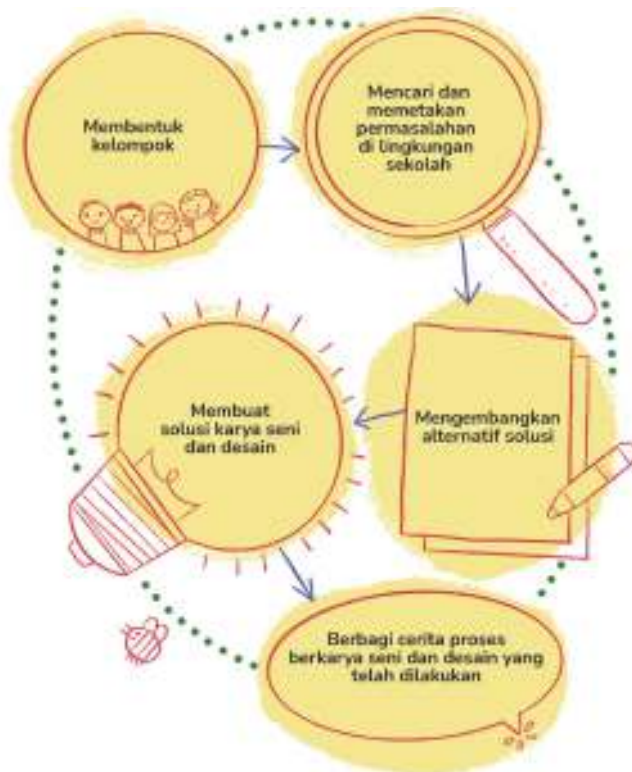 Membentuk
kelompok
Mencari dan
memetakan
permasalahan
di lingkungan
sekolah
Mengembangkan
alternatif solusi
Membuat
solusi karya seni
dan desain
Berbagi cerita proses
berkarya seni dan desain yang
telah dilakukan